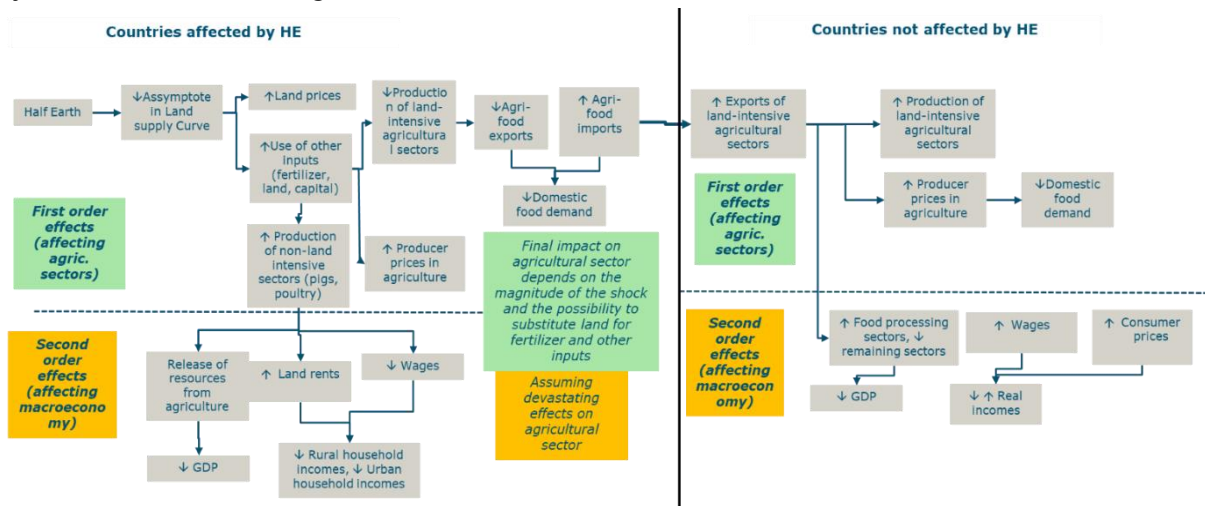 Countries affected by HE
Half Earth
↓Assymptote
in Land
supply Curve
↑Land prices
↑Use of other
inputs
(fertilizer,
land, capital)
↓Productio
n of land-
intensive
agricultura
l sectors
↓Agri-
food
exports
↑ Agri-
food
imports
↓Domestic
food demand
↑ Production
of non-land
intensive
sectors (pigs,
poultry)
↑ Producer
prices in
agriculture
First order
effects
(affecting
agric.
sectors)
Final impact on
agricultural sector
depends on the
magnitude of the shock
and the possibility to
substitute land for
fertilizer and other
inputs
Second
order
effects
(affecting
macroecono
my)
Release of
resources
from
agriculture
↑ Land rents
↓ Wages
Assuming
devastating
effects on
agricultural
sector
↓ GDP
↓ Rural household
incomes, ↓ Urban
household incomes
Countries not affected by HE
↑ Exports of
land-intensive
agricultural
sectors
↑ Production of
land-intensive
agricultural
sectors
↑ Producer
prices in
agriculture
↓Domestic
food
demand
First order
effects
(affecting
agric. sectors)
Second order
effects
(affecting
macroecon
omy)
↑ Food processing
sectors, ↓
remaining sectors
↑ Wages
↑ Consumer
prices
↓ GDP
↓ ↑ Real
incomes